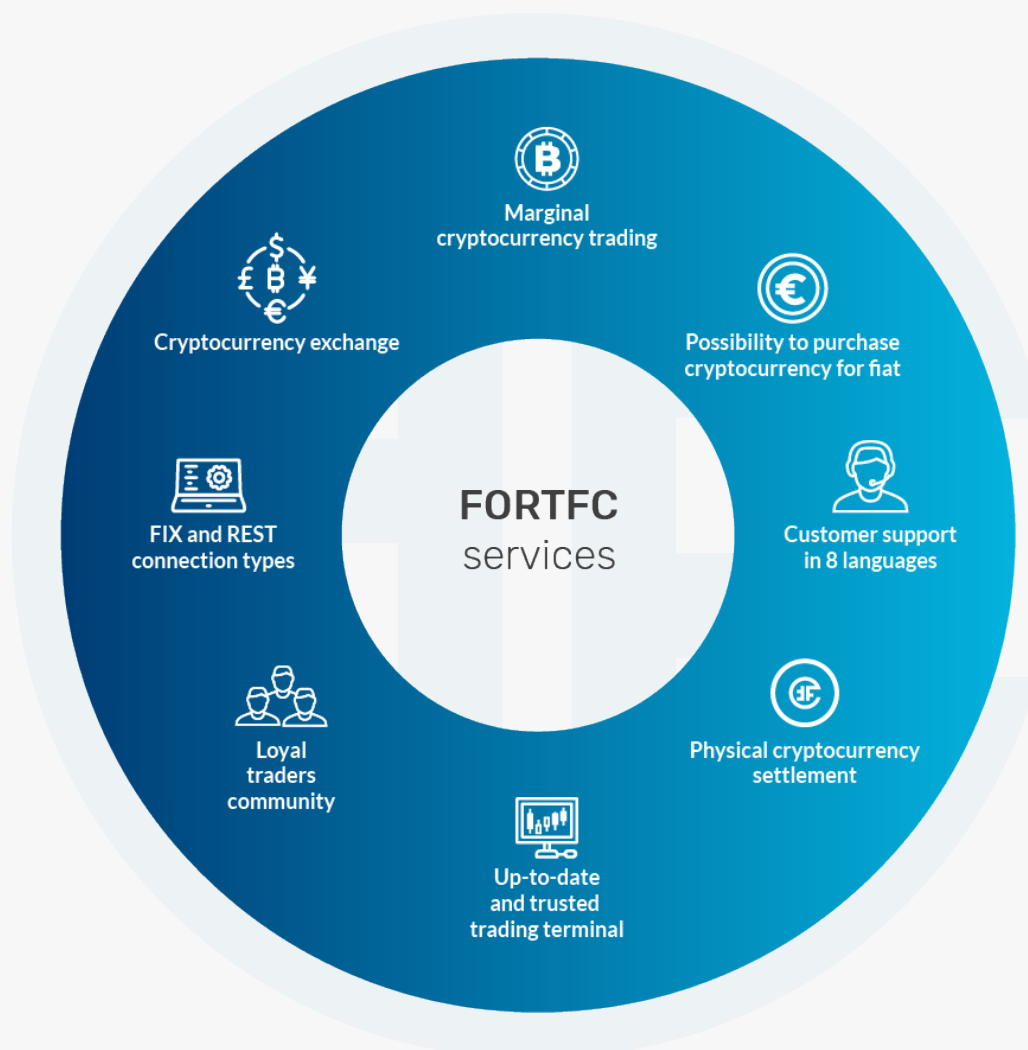 Marginal
cryptocurrency trading
Possibility to purchase
cryptocurrency for fiat
Customer support
in 8 languages
Physical cryptocurrency
settlement
Up-to-date
and trusted
trading terminal
Loyal
traders
community
FIX and REST
connection types
Cryptocurrency exchange
FORTFC
services